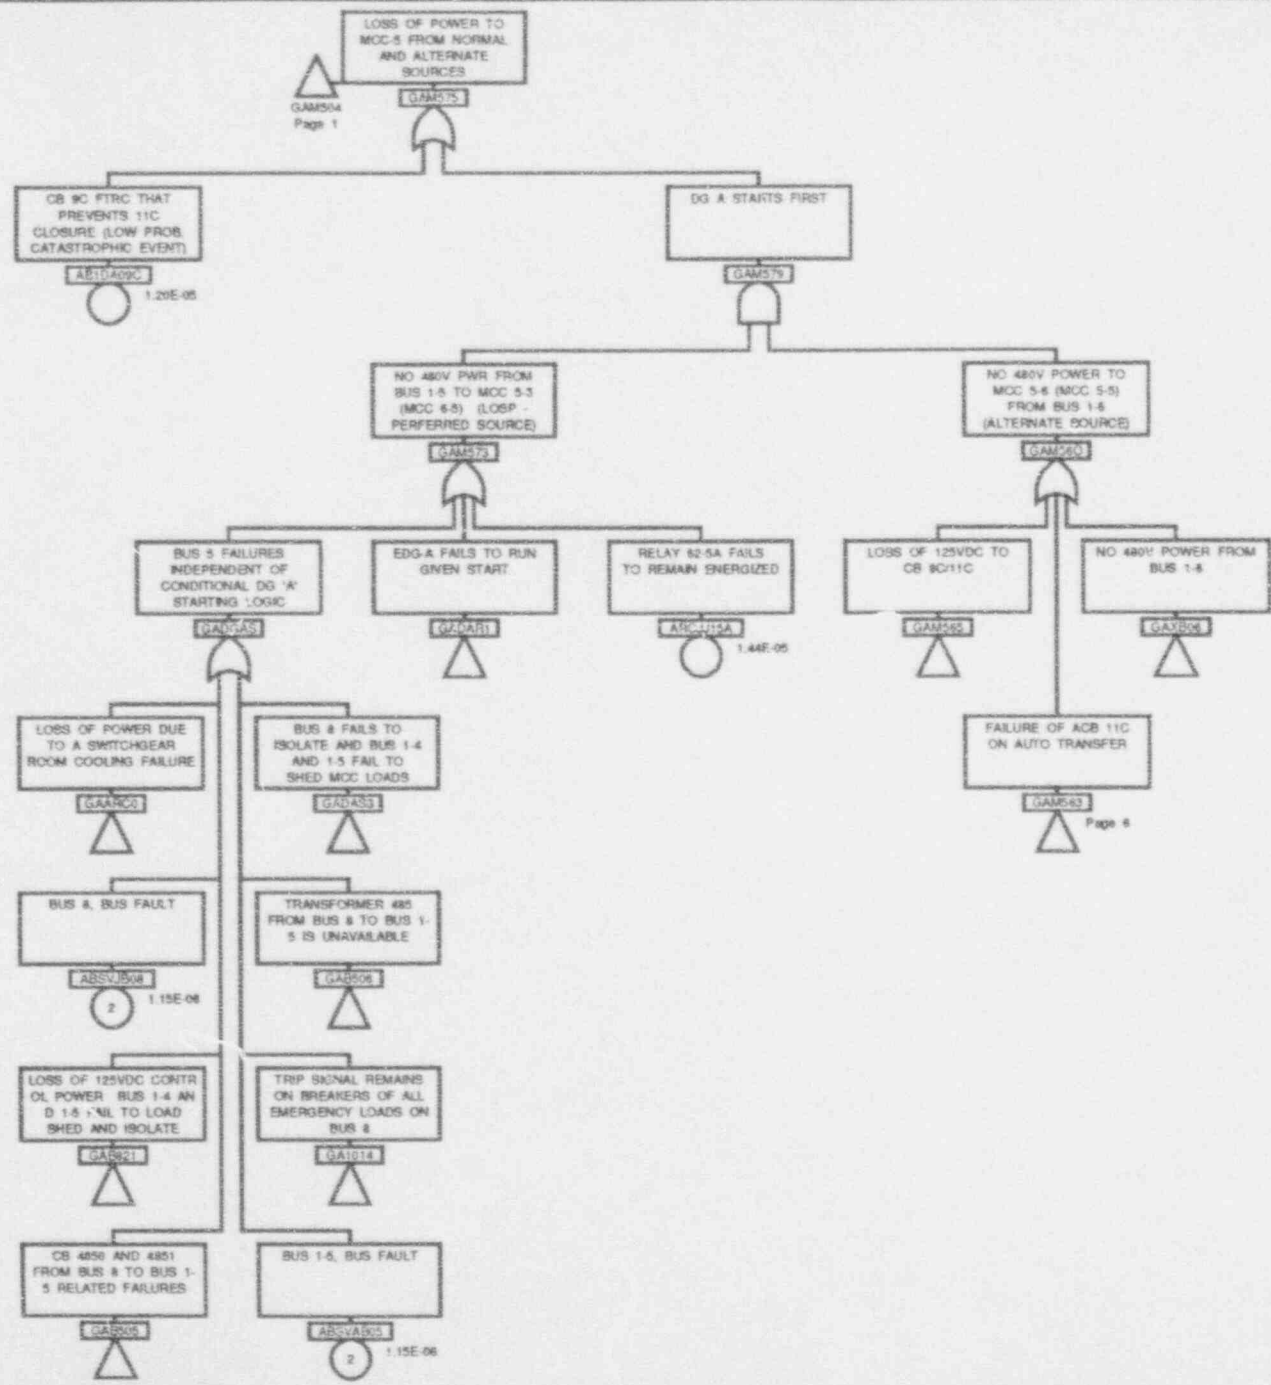 LOSS OF POWER TO
MCC-5 FROM NORMAL
AND ALTERNATE
SOURCES
GAM504
Page 1
GAM575
CB 9C FTRC THAT
PREVENTS 11C
CLOSURE (LOW PROB.
CATASTROPHIC EVENT)
AB1DA09C
1.20E-05
DG A STARTS FIRST
GAM579
NO 480V PWR FROM
BUS 1-5 TO MCC 5-3
(MCC 6-5) (LOSP -
PERFERRED SOURCE)
GAM573
NO 480V POWER TO
MCC 5-6 (MCC 5-5)
FROM BUS 1-6
(ALTERNATE SOURCE)
BUS 5 FAILURES
INDEPENDENT OF
CONDITIONAL DG 'A'
STARTING LOGIC
GADGAS
EDG-A FAILS TO RUN
GIVEN START
GADAR1
RELAY 62-5A FAILS
TO REMAIN ENERGIZED
ARCJJ15A
1.44E-05
LOSS OF 125VDC TO
CB 9C/11C
GAM565
NO 480V POWER FROM
BUS 1-6
GAXB06
LOSS OF POWER DUE
TO A SWITCHGEAR
ROOM COOLING FAILURE
GAARC0
BUS 8 FAILS TO
ISOLATE AND BUS 1-4
AND 1-5 FAIL TO
SHED MCC LOADS
GADAS3
FAILURE OF ACB 11C
ON AUTO TRANSFER
GAM563
Page 6
BUS 8, BUS FAULT
ABSVJB08
2
1.15E-06
TRANSFORMER 485
FROM BUS 8 TO BUS 1-
5 IS UNAVAILABLE
GAB506
LOSS OF 125VDC CONTR
OL POWER BUS 1-4 AN
D 1-5 FAIL TO LOAD
SHED AND ISOLATE
GAB821
TRIP SIGNAL REMAINS
ON BREAKERS OF ALL
EMERGENCY LOADS ON
BUS 8
GA1014
CB 4850 AND 4851
FROM BUS 8 TO BUS 1-
5 RELATED FAILURES
GAB505
BUS 1-5, BUS FAULT
ABSVAB05
2
1.15E-06